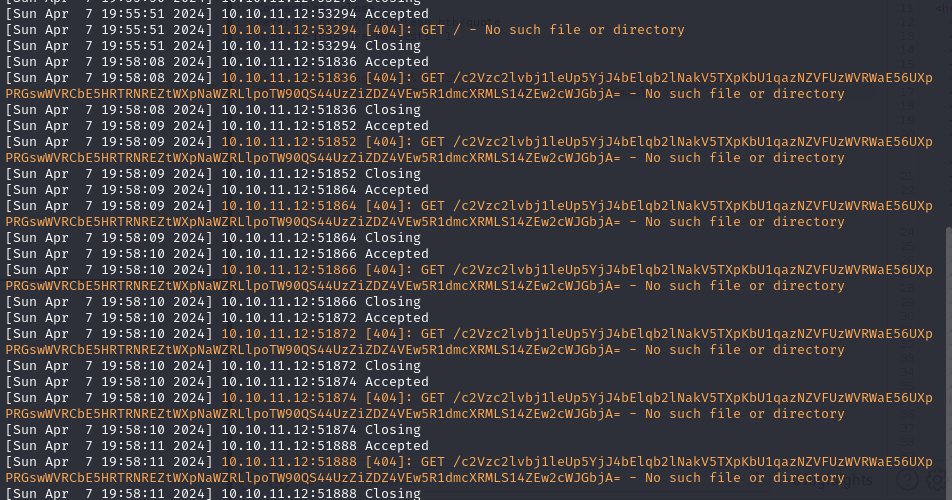 [Sun Apr  7 19:55:51 2024] 10.10.11.12:53294 Accepted
[Sun Apr  7 19:55:51 2024] 10.10.11.12:53294 [404]: GET / - No such file or directory
[Sun Apr  7 19:55:51 2024] 10.10.11.12:53294 Closing
[Sun Apr  7 19:58:08 2024] 10.10.11.12:51836 Accepted
[Sun Apr  7 19:58:08 2024] 10.10.11.12:51836 [404]: GET /c2Vzc2lvbj1leUp5YjJ4bElqb2lNakV5TXpKbU1qazNZVFUzWVRWaE56UXp
PRGswWVRCbE5HRTRNREZtWXpNaWZRLlpoTW90QS44UzZiZDZ4VEw5R1dmcXRMLS14ZEw2cWJGbjA= - No such file or directory
[Sun Apr  7 19:58:08 2024] 10.10.11.12:51836 Closing
[Sun Apr  7 19:58:09 2024] 10.10.11.12:51852 Accepted
[Sun Apr  7 19:58:09 2024] 10.10.11.12:51852 [404]: GET /c2Vzc2lvbj1leUp5YjJ4bElqb2lNakV5TXpKbU1qazNZVFUzWVRWaE56UXp
PRGswWVRCbE5HRTRNREZtWXpNaWZRLlpoTW90QS44UzZiZDZ4VEw5R1dmcXRMLS14ZEw2cWJGbjA= - No such file or directory
[Sun Apr  7 19:58:09 2024] 10.10.11.12:51852 Closing
[Sun Apr  7 19:58:09 2024] 10.10.11.12:51864 Accepted
[Sun Apr  7 19:58:09 2024] 10.10.11.12:51864 [404]: GET /c2Vzc2lvbj1leUp5YjJ4bElqb2lNakV5TXpKbU1qazNZVFUzWVRWaE56UXp
PRGswWVRCbE5HRTRNREZtWXpNaWZRLlpoTW90QS44UzZiZDZ4VEw5R1dmcXRMLS14ZEw2cWJGbjA= - No such file or directory
[Sun Apr  7 19:58:09 2024] 10.10.11.12:51864 Closing
[Sun Apr  7 19:58:10 2024] 10.10.11.12:51866 Accepted
[Sun Apr  7 19:58:10 2024] 10.10.11.12:51866 [404]: GET /c2Vzc2lvbj1leUp5YjJ4bElqb2lNakV5TXpKbU1qazNZVFUzWVRWaE56UXp
PRGswWVRCbE5HRTRNREZtWXpNaWZRLlpoTW90QS44UzZiZDZ4VEw5R1dmcXRMLS14ZEw2cWJGbjA= - No such file or directory
[Sun Apr  7 19:58:10 2024] 10.10.11.12:51866 Closing
[Sun Apr  7 19:58:10 2024] 10.10.11.12:51872 Accepted
[Sun Apr  7 19:58:10 2024] 10.10.11.12:51872 [404]: GET /c2Vzc2lvbj1leUp5YjJ4bElqb2lNakV5TXpKbU1qazNZVFUzWVRWaE56UXp
PRGswWVRCbE5HRTRNREZtWXpNaWZRLlpoTW90QS44UzZiZDZ4VEw5R1dmcXRMLS14ZEw2cWJGbjA= - No such file or directory
[Sun Apr  7 19:58:10 2024] 10.10.11.12:51872 Closing
[Sun Apr  7 19:58:10 2024] 10.10.11.12:51874 Accepted
[Sun Apr  7 19:58:10 2024] 10.10.11.12:51874 [404]: GET /c2Vzc2lvbj1leUp5YjJ4bElqb2lNakV5TXpKbU1qazNZVFUzWVRWaE56UXp
PRGswWVRCbE5HRTRNREZtWXpNaWZRLlpoTW90QS44UzZiZDZ4VEw5R1dmcXRMLS14ZEw2cWJGbjA= - No such file or directory
[Sun Apr  7 19:58:10 2024] 10.10.11.12:51874 Closing
[Sun Apr  7 19:58:11 2024] 10.10.11.12:51888 Accepted
[Sun Apr  7 19:58:11 2024] 10.10.11.12:51888 [404]: GET /c2Vzc2lvbj1leUp5YjJ4bElqb2lNakV5TXpKbU1qazNZVFUzWVRWaE56UXp
PRGswWVRCbE5HRTRNREZtWXpNaWZRLlpoTW90QS44UzZiZDZ4VEw5R1dmcXRMLS14ZEw2cWJGbjA= - No such file or directory
[Sun Apr  7 19:58:11 2024] 10.10.11.12:51888 Closing